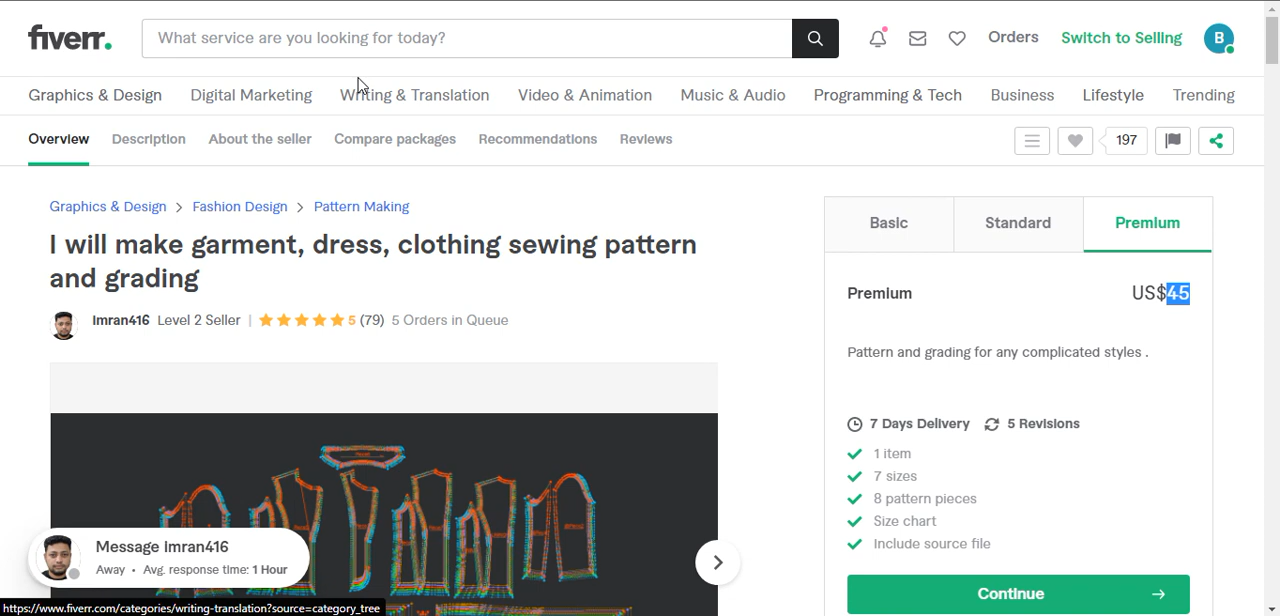 fiverr.
What service are you looking for today?
Orders
Switch to Selling
B
Graphics & Design
Digital Marketing
Writing & Translation
Video & Animation
Music & Audio
Programming & Tech
Business
Lifestyle
Trending
Overview
Description
About the seller
Compare packages
Recommendations
Reviews
197
Graphics & Design > Fashion Design > Pattern Making
I will make garment, dress, clothing sewing pattern
and grading
Imran416 Level 2 Seller | 5 (79) 5 Orders in Queue
Basic
Standard
Premium
Premium
US$45
Pattern and grading for any complicated styles .
7 Days Delivery
5 Revisions
1 item
7 sizes
8 pattern pieces
Size chart
Include source file
Continue
Message Imran416
Away • Avg. response time: 1 Hour
https://www.fiverr.com/categories/writing-translation?source=category_tree